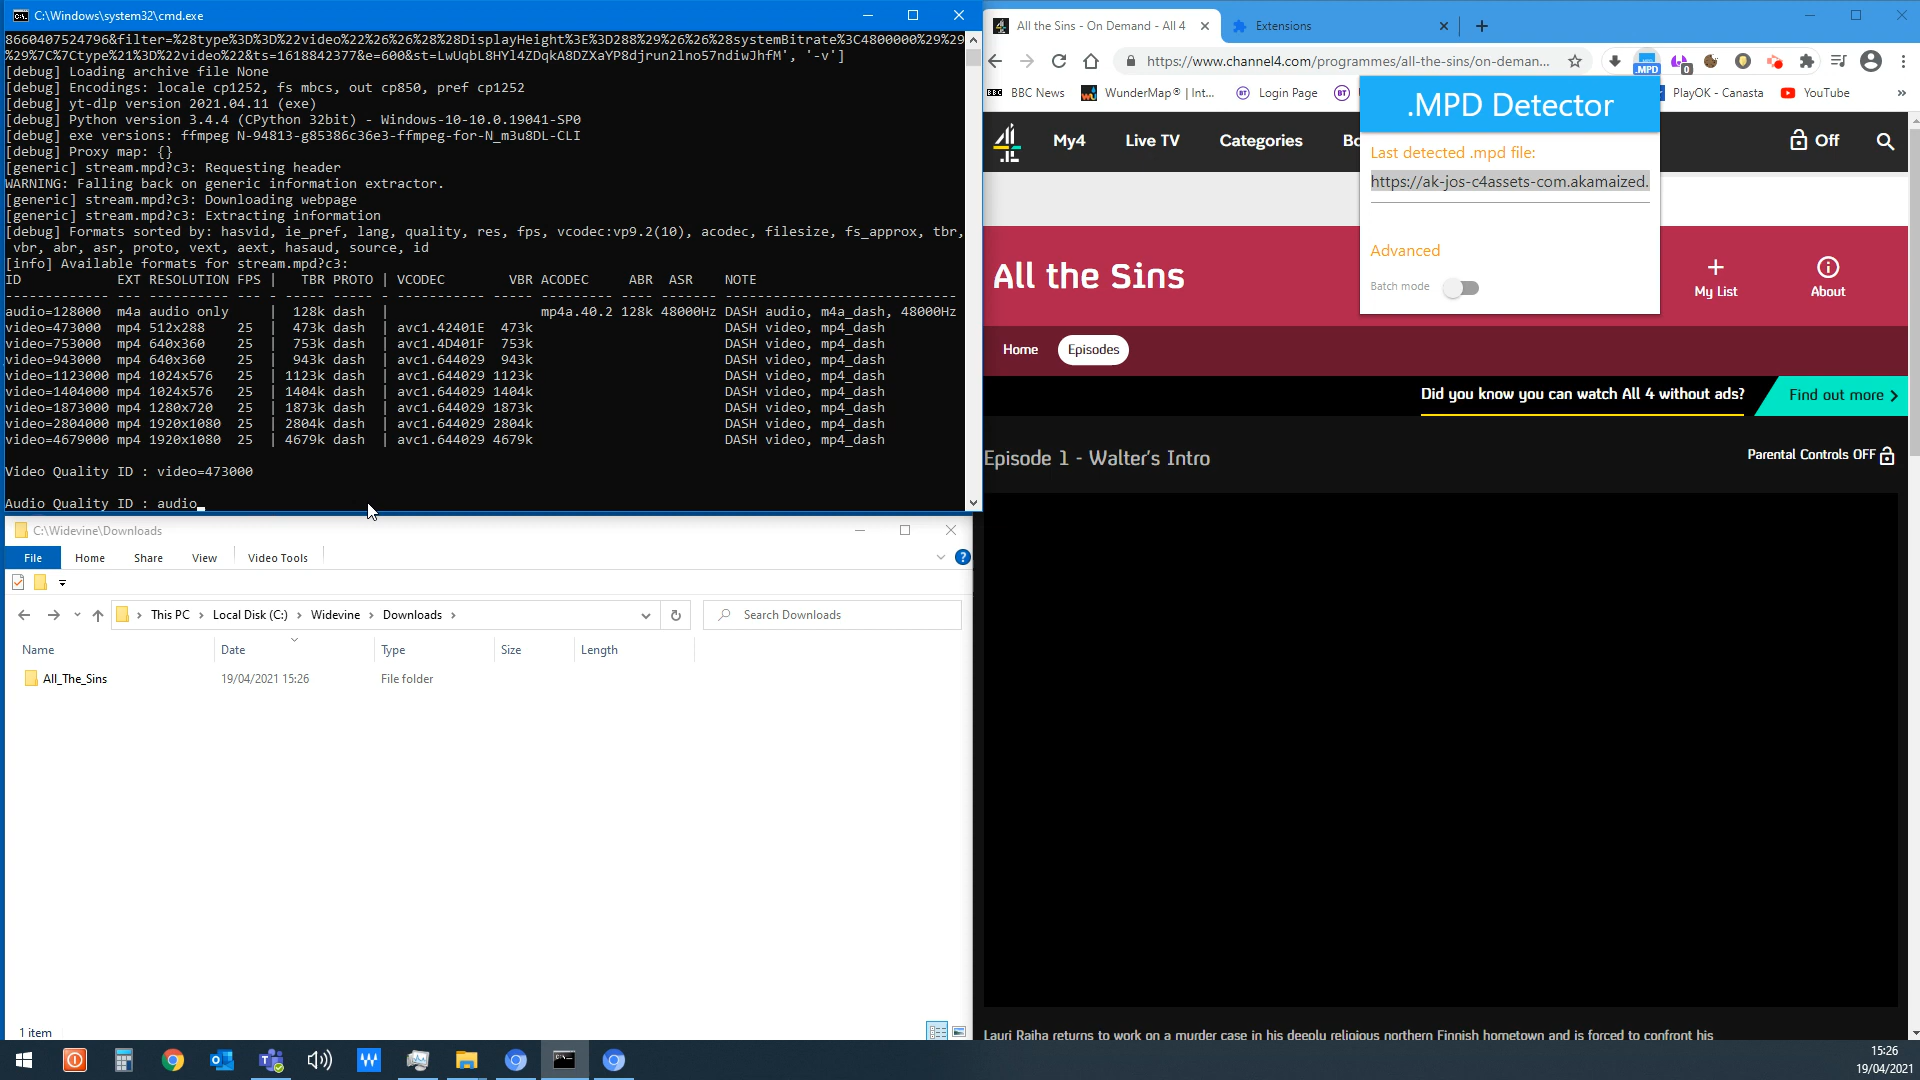 C:\Windows\system32\cmd.exe
8660407524796&filter=%28type%3D%3D%22video%22%26%26%28%28DisplayHeight%3E%3D288%29%26%26%28systemBitrate%3C4800000%29%29
%29%7C%7Ctype%21%3D%22video%22&ts=1618842377&e=600&st=LwUqbL8HYl4ZDqkA8DZXaYP8djrun2lno57ndiwJhfM', '-v']
[debug] Loading archive file None
[debug] Encodings: locale cp1252, fs mbcs, out cp850, pref cp1252
[debug] yt-dlp version 2021.04.11 (exe)
[debug] Python version 3.4.4 (CPython 32bit) - Windows-10-10.0.19041-SP0
[debug] exe versions: ffmpeg N-94813-g85386c36e3-ffmpeg-for-N_m3u8DL-CLI
[debug] Proxy map: {}
[generic] stream.mpd?c3: Requesting header
WARNING: Falling back on generic information extractor.
[generic] stream.mpd?c3: Downloading webpage
[generic] stream.mpd?c3: Extracting information
[debug] Formats sorted by: hasvid, ie_pref, lang, quality, res, fps, vcodec:vp9.2(10), acodec, filesize, fs_approx, tbr,
vbr, abr, asr, proto, vext, aext, hasaud, source, id
[info] Available formats for stream.mpd?c3:
ID EXT RESOLUTION FPS | TBR PROTO | VCODEC VBR ACODEC ABR ASR NOTE
audio=128000 m4a audio only | 128k dash | mp4a.40.2 128k 48000Hz DASH audio, m4a_dash, 48000Hz
video=473000 mp4 512x288 25 | 473k dash | avc1.42401E 473k DASH video, mp4_dash
video=753000 mp4 640x360 25 | 753k dash | avc1.4D401F 753k DASH video, mp4_dash
video=943000 mp4 640x360 25 | 943k dash | avc1.644029 943k DASH video, mp4_dash
video=1123000 mp4 1024x576 25 | 1123k dash | avc1.644029 1123k DASH video, mp4_dash
video=1404000 mp4 1024x576 25 | 1404k dash | avc1.644029 1404k DASH video, mp4_dash
video=1873000 mp4 1280x720 25 | 1873k dash | avc1.644029 1873k DASH video, mp4_dash
video=2804000 mp4 1920x1080 25 | 2804k dash | avc1.644029 2804k DASH video, mp4_dash
video=4679000 mp4 1920x1080 25 | 4679k dash | avc1.644029 4679k DASH video, mp4_dash
Video Quality ID : video=473000
Audio Quality ID : audio_
C:\Widevine\Downloads
File Home Share View Video Tools
This PC > Local Disk (C:) > Widevine > Downloads >
Search Downloads
Name Date Type Size Length
All_The_Sins 19/04/2021 15:26 File folder
1 item
All the Sins - On Demand - All 4
Extensions
https://www.channel4.com/programmes/all-the-sins/on-deman...
.MPD
0
BBC News WunderMap® | Int... Login Page PlayOK - Canasta YouTube »
My4 Live TV Categories Bo Off
.MPD Detector
Last detected .mpd file:
https://ak-jos-c4assets-com.akamaized.
Advanced
Batch mode
All the Sins
My List
About
Home Episodes
Did you know you can watch All 4 without ads?
Find out more >
Episode 1 - Walter's Intro
Parental Controls OFF
Lauri Raiha returns to work on a murder case in his deeply religious northern Finnish hometown and is forced to confront his
15:26
19/04/2021